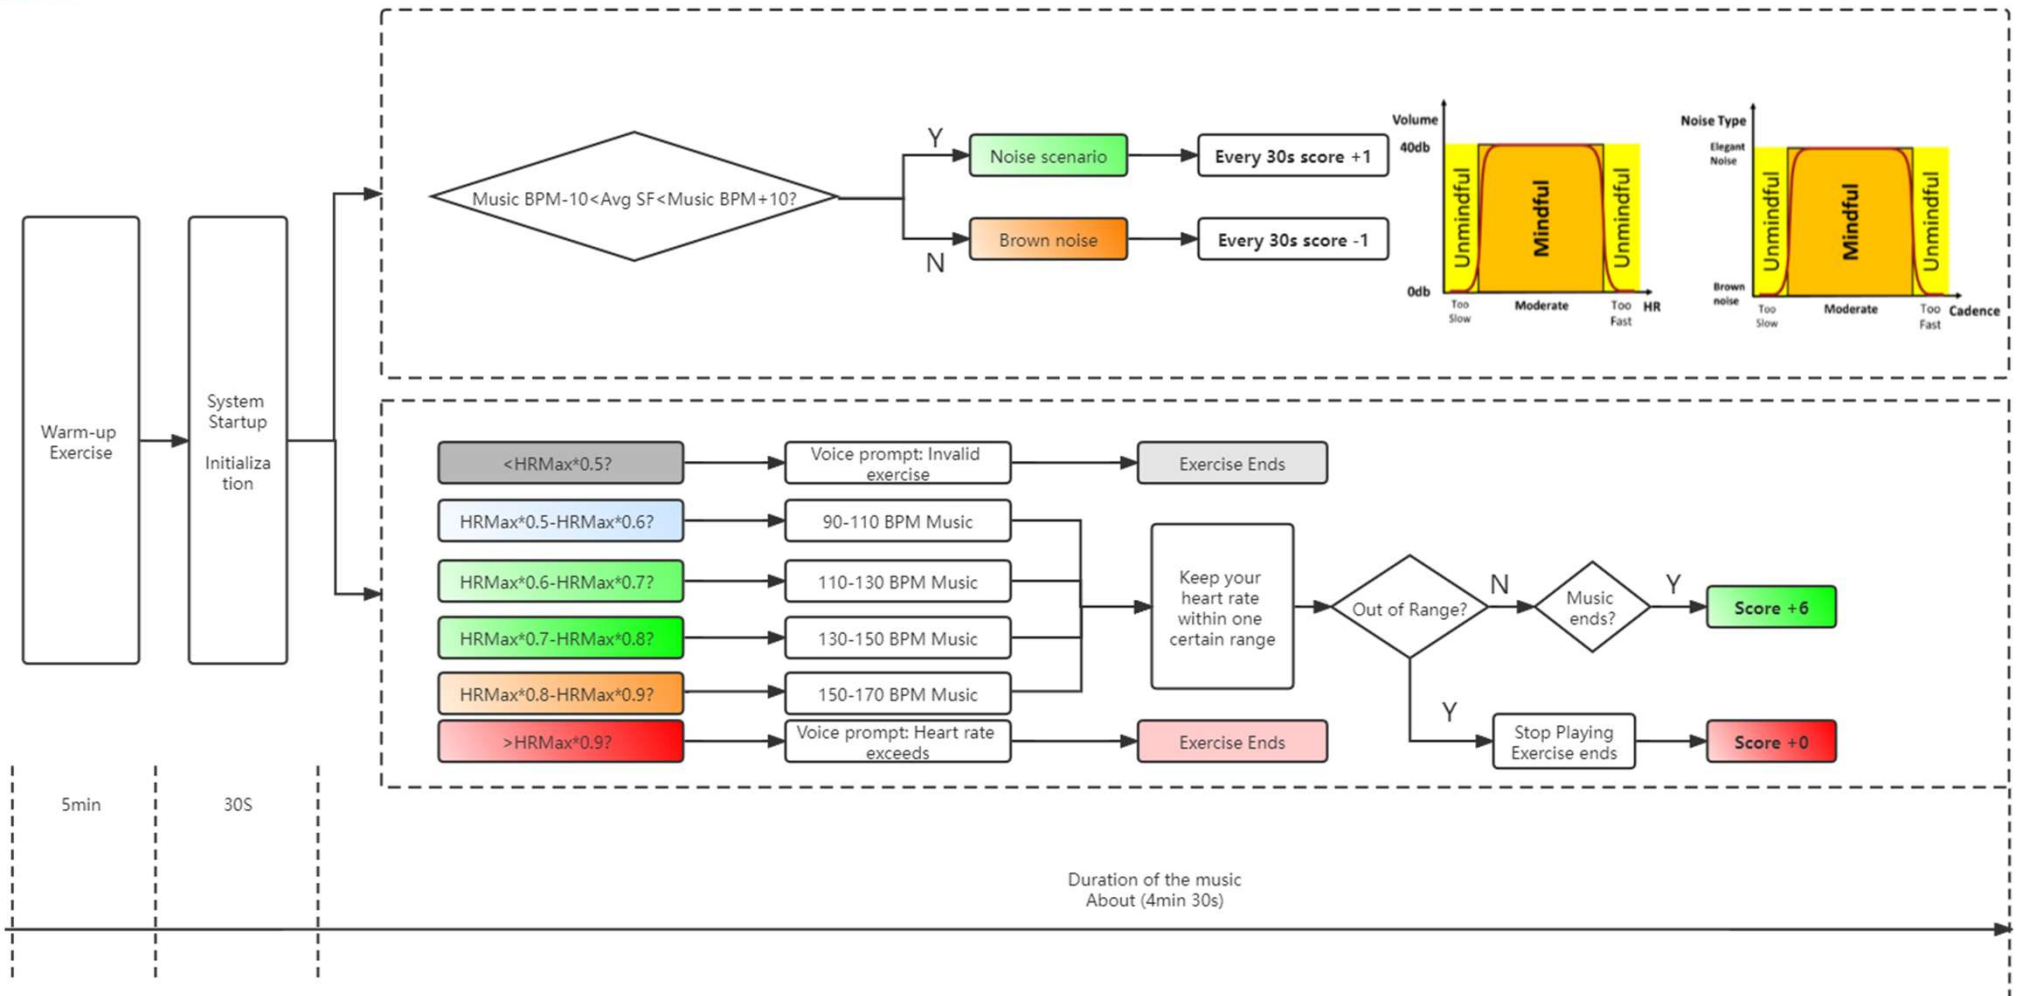 Warm-up
Exercise
System
Startup
Initializa
tion
Music BPM-10<Avg SF<Music BPM+10?
Y
Noise scenario
Every 30s score +1
N
Brown noise
Every 30s score -1
Volume
40db
0db
Unmindful
Mindful
Unmindful
Too
Slow
Moderate
Too
Fast
HR
Noise Type
Elegant
Noise
Brown
noise
Unmindful
Mindful
Unmindful
Too
Slow
Moderate
Too
Fast
Cadence
<HRMax*0.5?
Voice prompt: Invalid
exercise
Exercise Ends
HRMax*0.5-HRMax*0.6?
90-110 BPM Music
HRMax*0.6-HRMax*0.7?
110-130 BPM Music
HRMax*0.7-HRMax*0.8?
130-150 BPM Music
HRMax*0.8-HRMax*0.9?
150-170 BPM Music
>HRMax*0.9?
Voice prompt: Heart rate
exceeds
Exercise Ends
Keep your
heart rate
within one
certain range
Out of Range?
N
Music
ends?
Y
Score +6
Y
Stop Playing
Exercise ends
Score +0
5min
30S
Duration of the music
About (4min 30s)